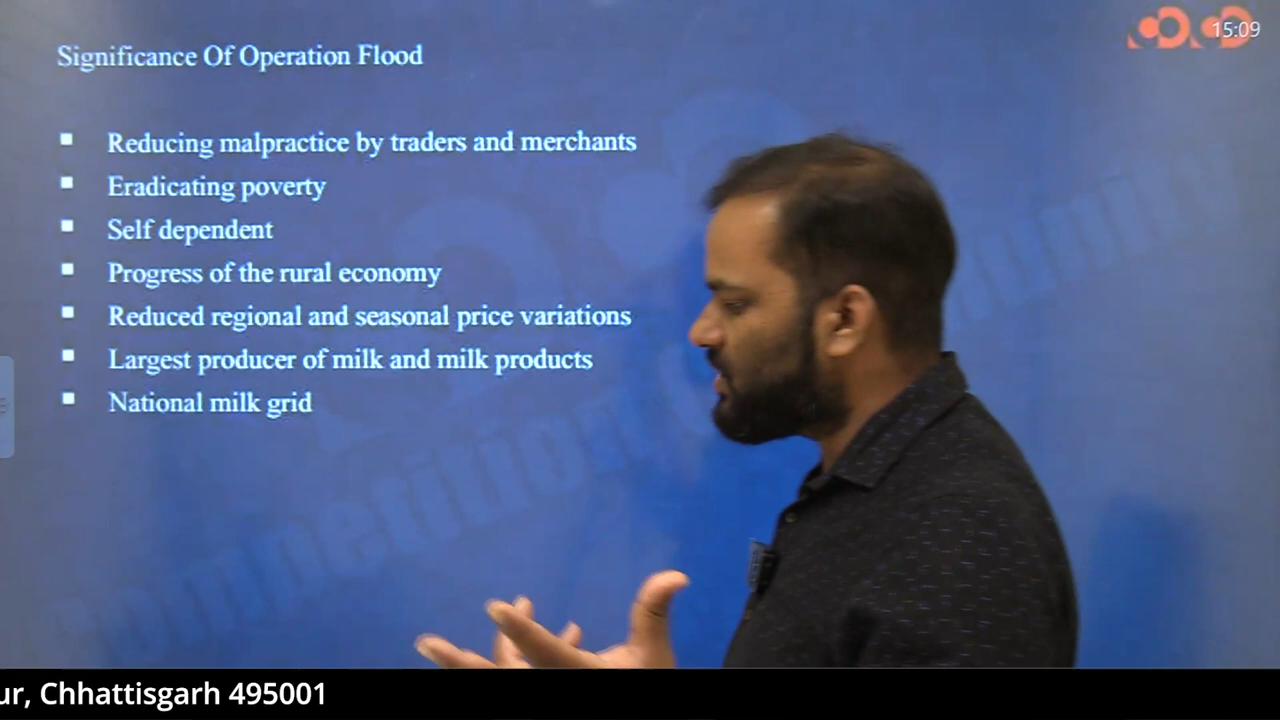 15:09
Significance Of Operation Flood
▪ Reducing malpractice by traders and merchants
▪ Eradicating poverty
▪ Self dependent
▪ Progress of the rural economy
▪ Reduced regional and seasonal price variations
▪ Largest producer of milk and milk products
▪ National milk grid
ur, Chhattisgarh 495001